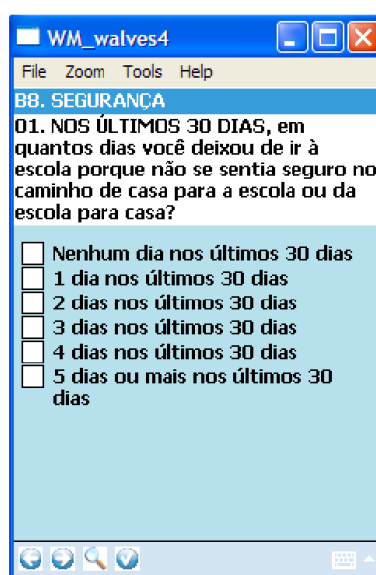 WM_walves4
File Zoom Tools Help
B8. SEGURANÇA
01. NOS ÚLTIMOS 30 DIAS, em
quantos dias você deixou de ir à
escola porque não se sentia seguro no
caminho de casa para a escola ou da
escola para casa?
Nenhum dia nos últimos 30 dias
1 dia nos últimos 30 dias
2 dias nos últimos 30 dias
3 dias nos últimos 30 dias
4 dias nos últimos 30 dias
5 dias ou mais nos últimos 30
dias